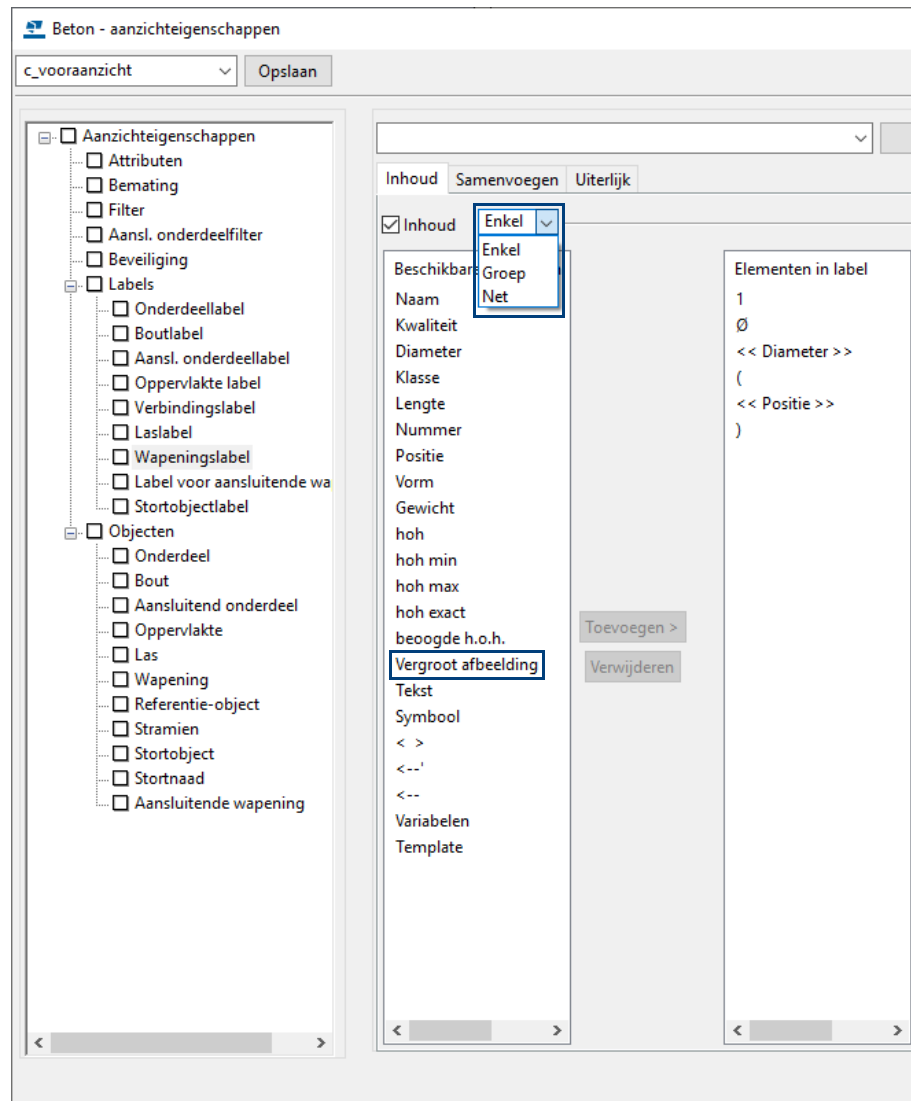 Beton - aanzichteigenschappen
c_vooraanzicht
Opslaan
Aanzichteigenschappen
Attributen
Bemating
Filter
Aansl. onderdeelfilter
Beveiliging
Labels
Onderdeellabel
Boutlabel
Aansl. onderdeellabel
Oppervlakte label
Verbindingslabel
Laslabel
Wapeningslabel
Label voor aansluitende wa
Stortobjectlabel
Objecten
Onderdeel
Bout
Aansluitend onderdeel
Oppervlakte
Las
Wapening
Referentie-object
Stramien
Stortobject
Stortnaad
Aansluitende wapening
Inhoud Samenvoegen Uiterlijk
Inhoud
Enkel
Enkel
Groep
Net
Beschikbare
Naam
Kwaliteit
Diameter
Klasse
Lengte
Nummer
Positie
Vorm
Gewicht
hoh
hoh min
hoh max
hoh exact
beoogde h.o.h.
Vergroot afbeelding
Tekst
Symbool
< >
<--'
<--
Variabelen
Template
Toevoegen >
Verwijderen
Elementen in label
1
Ø
<< Diameter >>
(
<< Positie >>
)